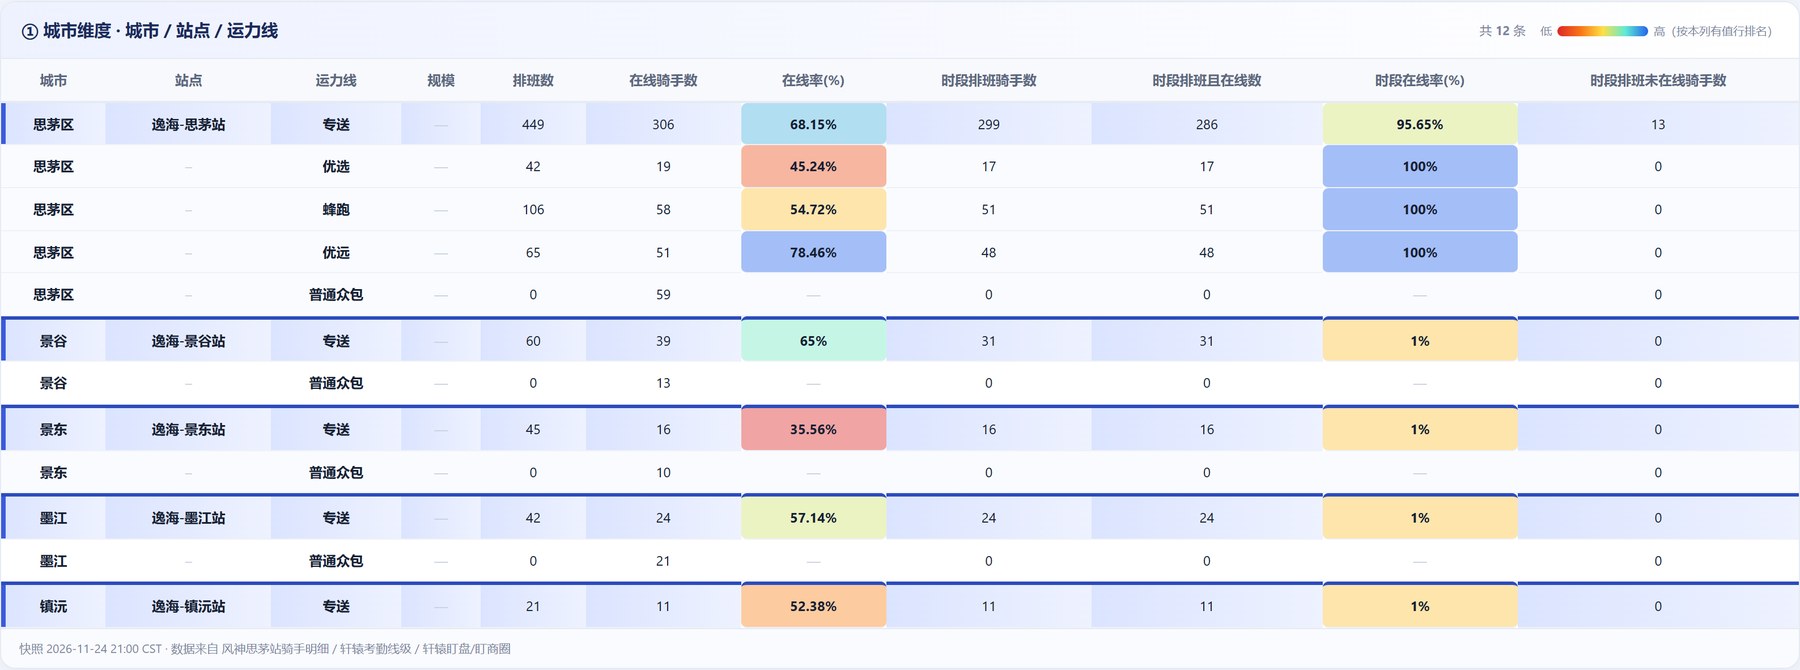 ① 城市维度 · 城市 / 站点 / 运力线 共 12 条 低 高 (按本列有值行排名)
城市 站点 运力线 规模 排班数 在线骑手数 在线率(%) 时段排班骑手数 时段排班且在线数 时段在线率(%) 时段排班未在线骑手数
思茅区 逸海-思茅站 专送 — 449 306 68.15% 299 286 95.65% 13
思茅区 – 优选 — 42 19 45.24% 17 17 100% 0
思茅区 – 蜂跑 — 106 58 54.72% 51 51 100% 0
思茅区 – 优远 — 65 51 78.46% 48 48 100% 0
思茅区 – 普通众包 — 0 59 — 0 0 — 0
景谷 逸海-景谷站 专送 — 60 39 65% 31 31 1% 0
景谷 – 普通众包 — 0 13 — 0 0 — 0
景东 逸海-景东站 专送 — 45 16 35.56% 16 16 1% 0
景东 – 普通众包 — 0 10 — 0 0 — 0
墨江 逸海-墨江站 专送 — 42 24 57.14% 24 24 1% 0
墨江 – 普通众包 — 0 21 — 0 0 — 0
镇沅 逸海-镇沅站 专送 — 21 11 52.38% 11 11 1% 0
快照 2026-11-24 21:00 CST · 数据来自 风神思茅站骑手明细 / 轩辕考勤线级 / 轩辕盯盘/盯商圈